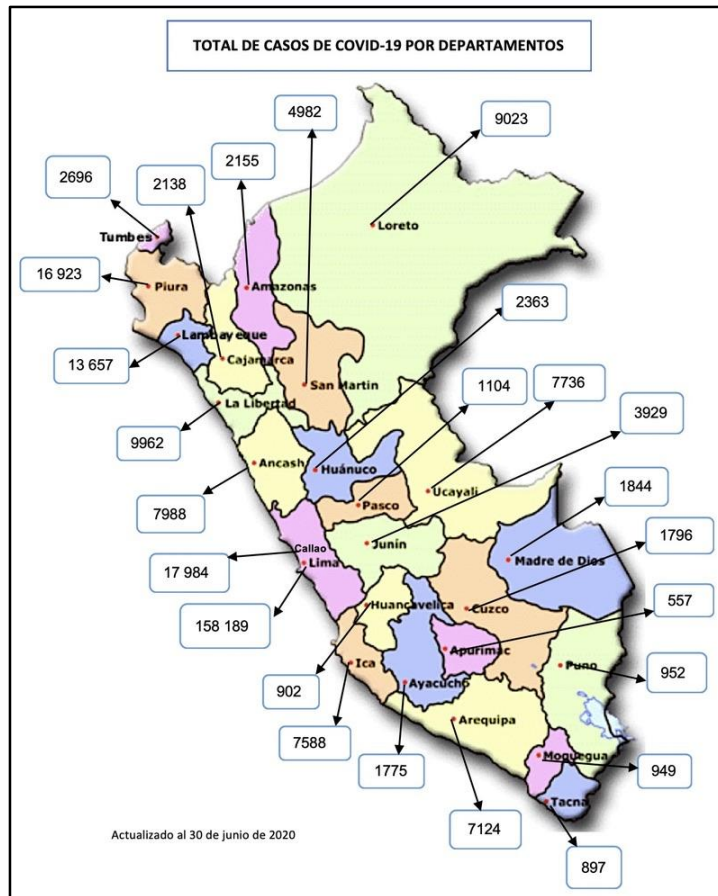 TOTAL DE CASOS DE COVID-19 POR DEPARTAMENTOS
4982
9023
2155
2138
2696
Loreto
Tumbes
16 923
Piura
Amazonas
2363
Lambayeque
Cajamarca
13 657
San Martín
1104
7736
La Libertad
3929
9962
Ancash
Huánuco
Ucayali
1844
7988
Pasco
1796
Callao
Junín
Lima
Madre de Dios
17 984
557
Huancavelica
Cuzco
158 189
Apurimac
952
Ica
Puno
902
Ayacucho
7588
Arequipa
1775
Moquegua
949
Tacna
7124
Actualizado al 30 de junio de 2020
897